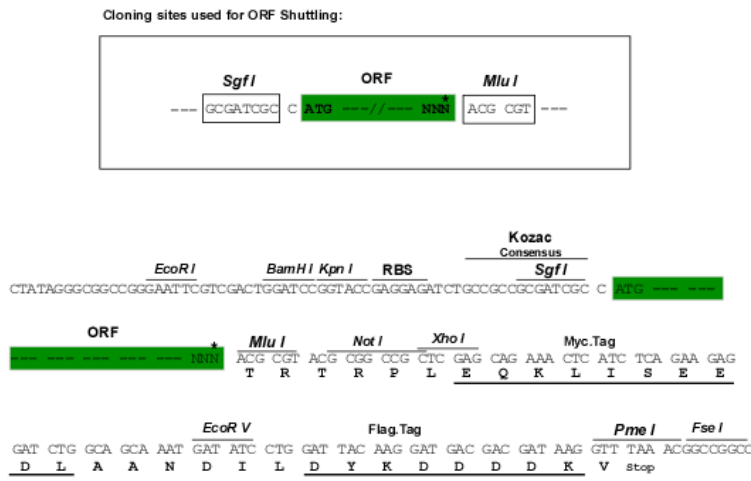 Cloning sites used for ORF Shuttling:
Sgf I ORF Mlu I
--- GCGATCGC C ATG ---//--- NNN* ACG CGT ---
Kozac
Consensus
EcoR I BamH I Kpn I RBS Sgf I
CTATAGGGCGGCCGGGAATTCGTCGACTGGATCCGGTACCGAGGAGATCTGCCGCCGCGATCGC C ATG --- ---
ORF Mlu I Not I Xho I Myc.Tag
--- --- --- --- --- NNN* ACG CGT ACG CGG CCG CTC GAG CAG AAA CTC ATC TCA GAA GAG
T R T R P L E Q K L I S E E
EcoR V Flag.Tag Pme I Fse I
GAT CTG GCA GCA AAT GAT ATC CTG GAT TAC AAG GAT GAC GAC GAT AAG GTT TAA ACGGCCGGCC
D L A A N D I L D Y K D D D D K V Stop